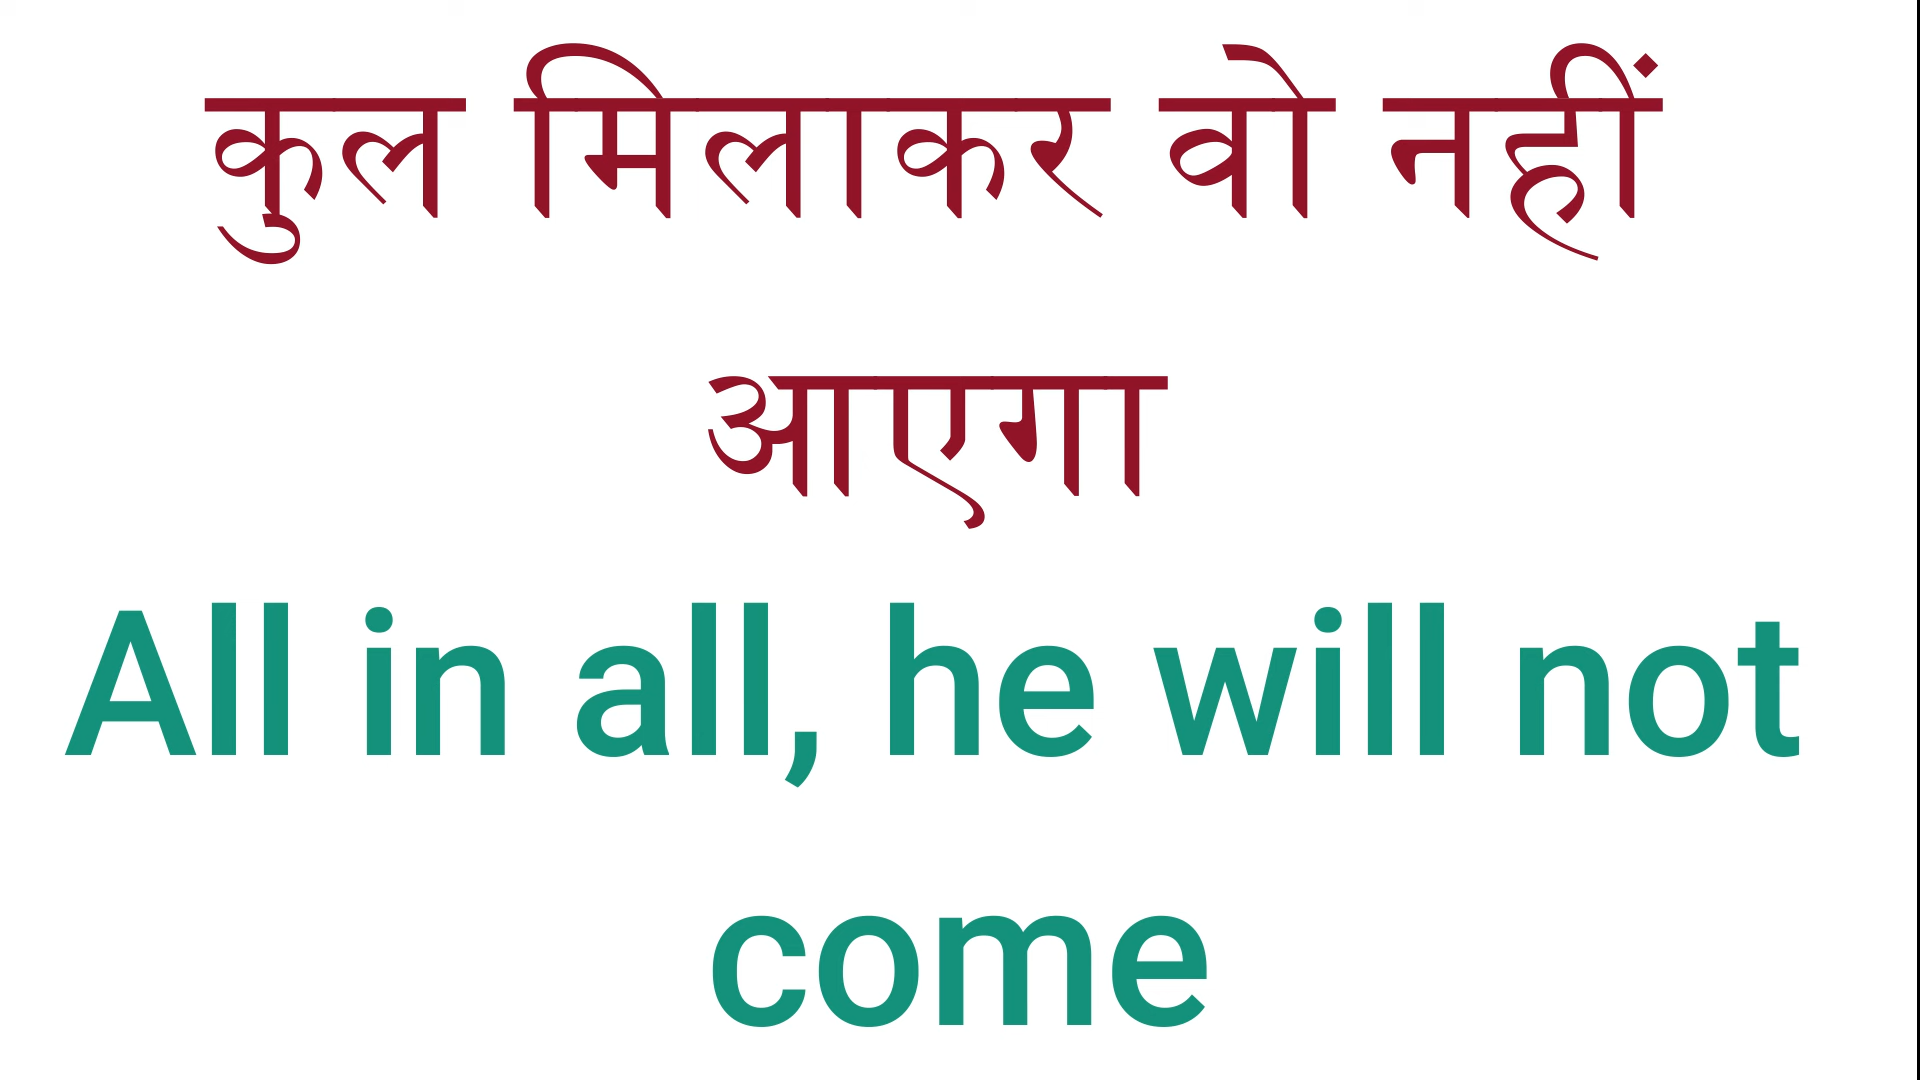 कुल मिलाकर वो नहीं
आएगा
All in all, he will not
come